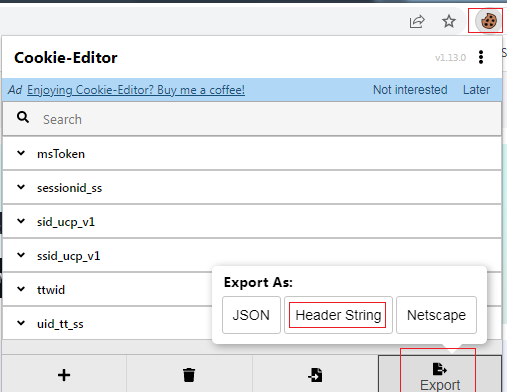 Cookie-Editor v1.13.0
Ad Enjoying Cookie-Editor? Buy me a coffee! Not interested Later
Search
msToken
sessionid_ss
sid_ucp_v1
ssid_ucp_v1
ttwid
uid_tt_ss
Export As:
JSON Header String Netscape
Export